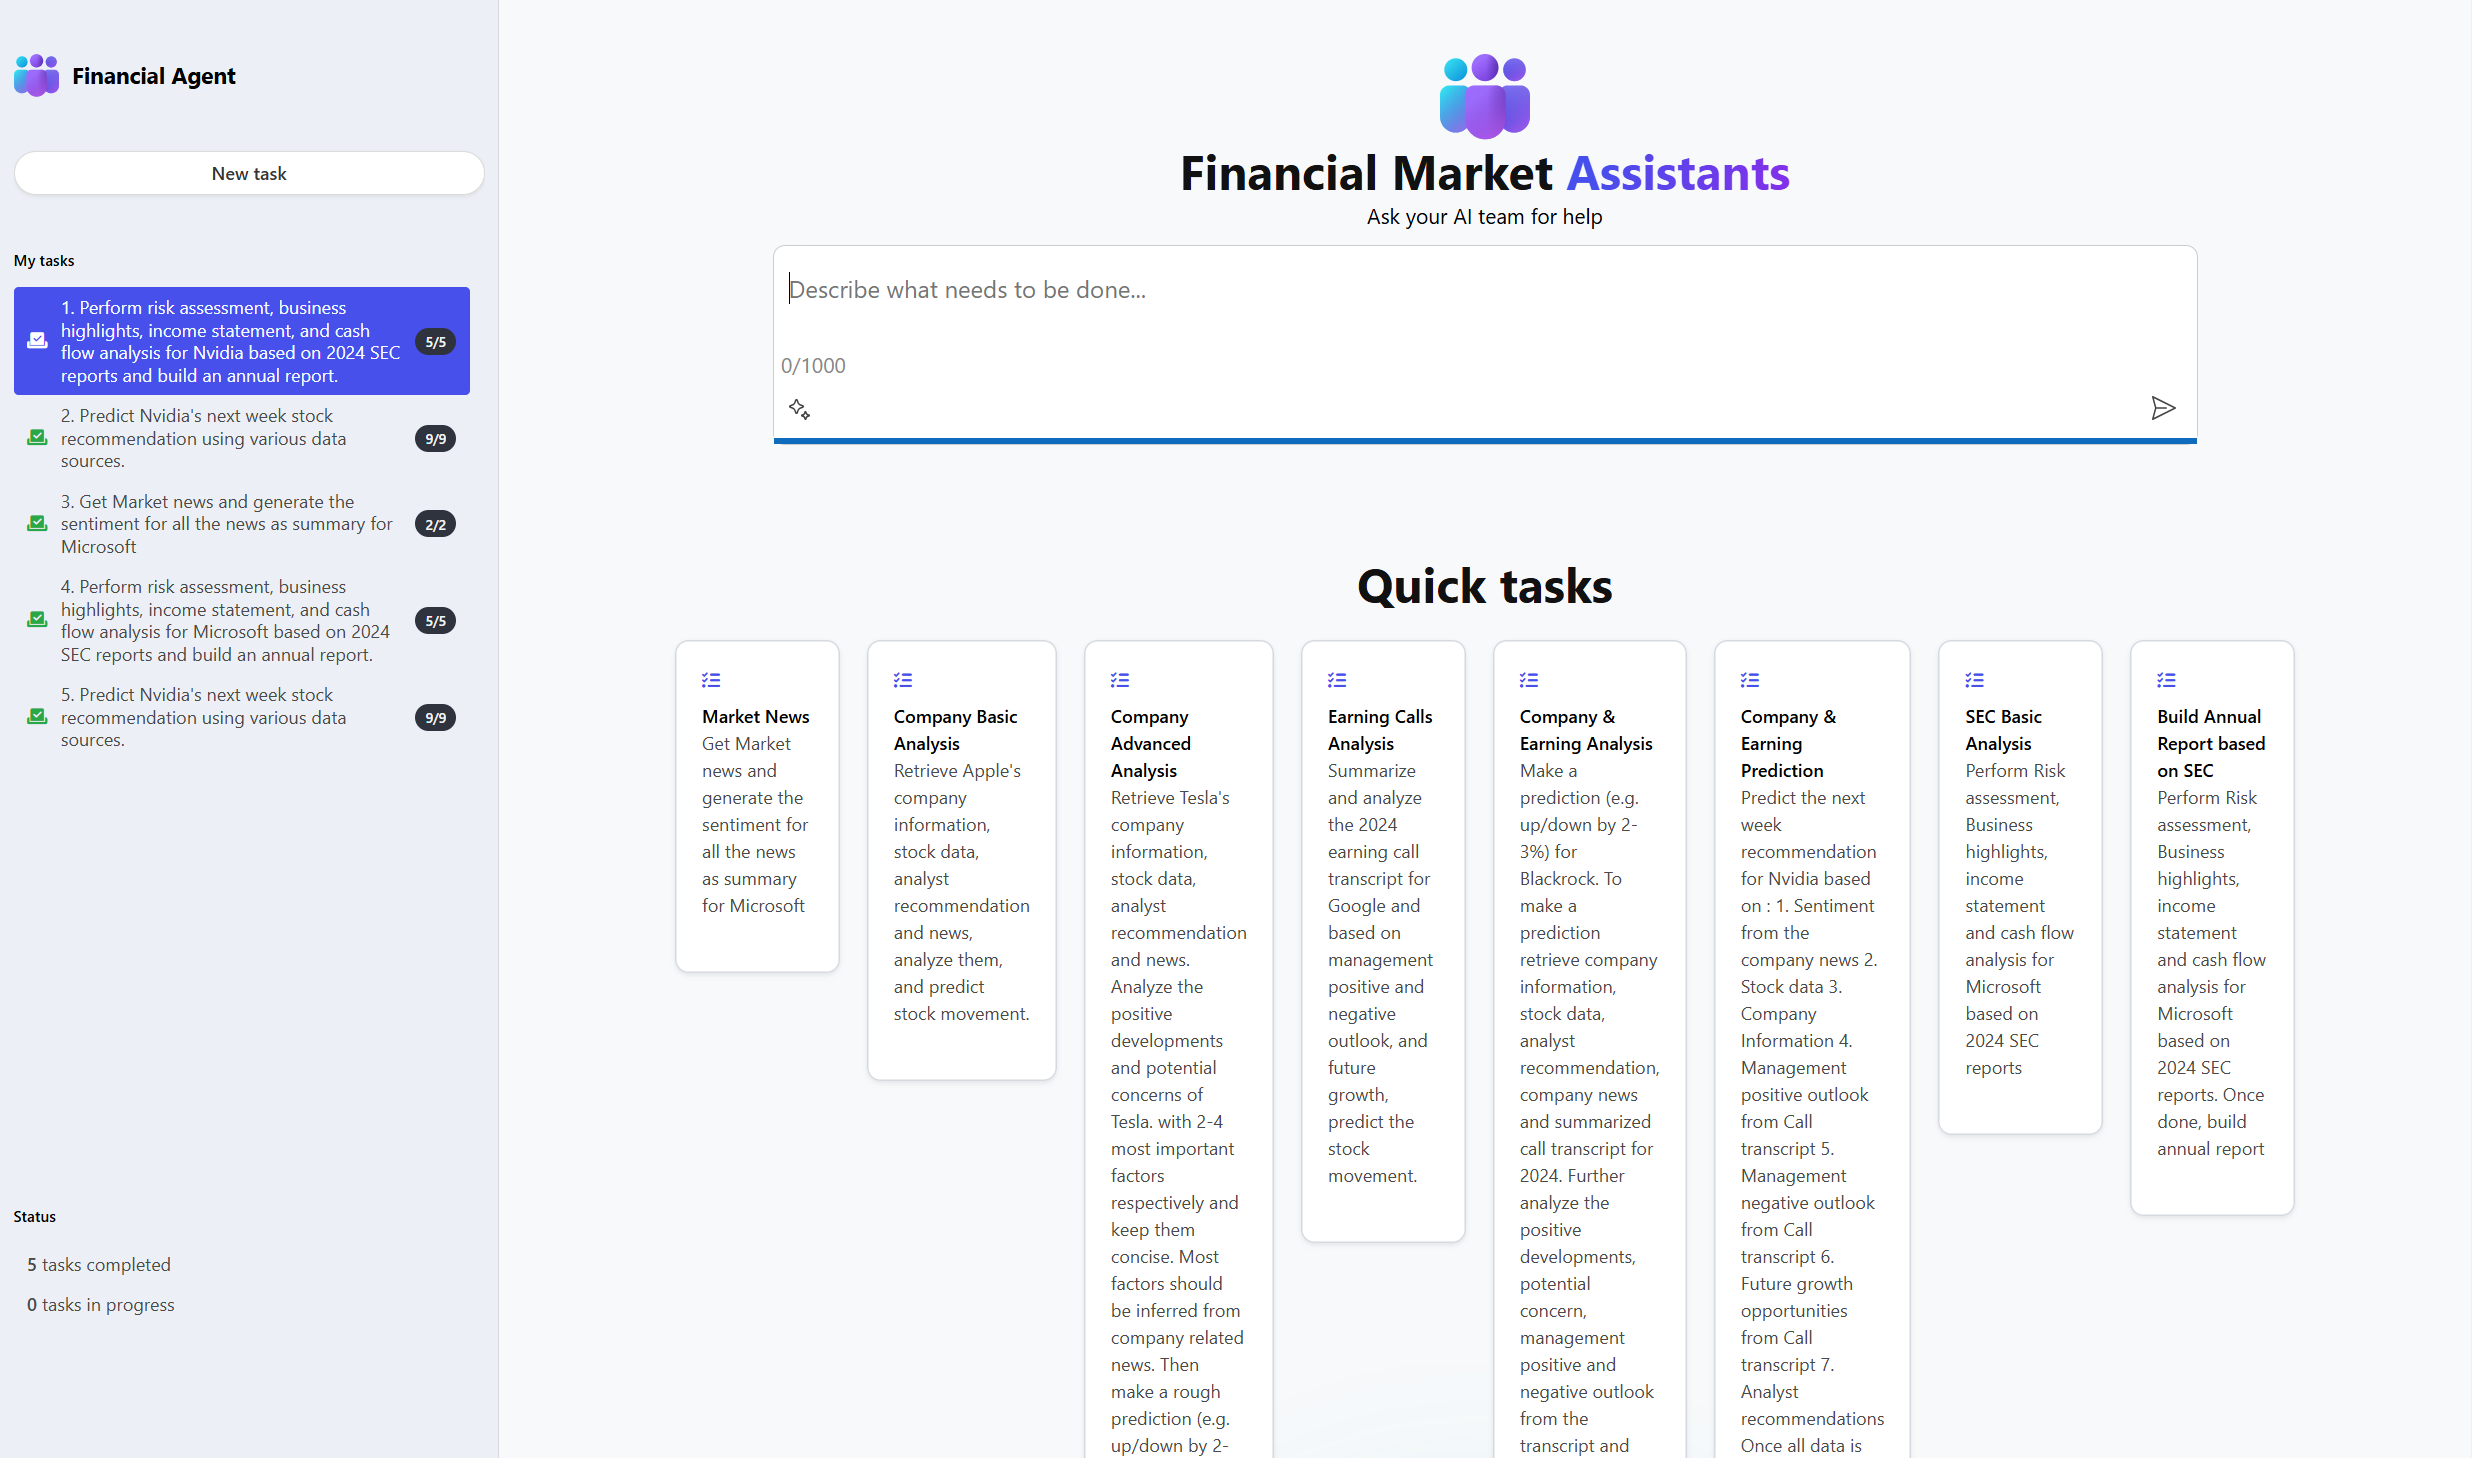 Financial Agent
New task
My tasks
1. Perform risk assessment, business
highlights, income statement, and cash
flow analysis for Nvidia based on 2024 SEC
reports and build an annual report.
5/5
2. Predict Nvidia's next week stock
recommendation using various data
sources.
9/9
3. Get Market news and generate the
sentiment for all the news as summary for
Microsoft
2/2
4. Perform risk assessment, business
highlights, income statement, and cash
flow analysis for Microsoft based on 2024
SEC reports and build an annual report.
5/5
5. Predict Nvidia's next week stock
recommendation using various data
sources.
9/9
Status
5 tasks completed
0 tasks in progress
Financial Market Assistants
Ask your AI team for help
Describe what needs to be done...
0/1000
Quick tasks
Market News
Get Market
news and
generate the
sentiment for
all the news
as summary
for Microsoft
Company Basic
Analysis
Retrieve Apple's
company
information,
stock data,
analyst
recommendation
and news,
analyze them,
and predict
stock movement.
Company
Advanced
Analysis
Retrieve Tesla's
company
information,
stock data,
analyst
recommendation
and news.
Analyze the
positive
developments
and potential
concerns of
Tesla. with 2-4
most important
factors
respectively and
keep them
concise. Most
factors should
be inferred from
company related
news. Then
make a rough
prediction (e.g.
up/down by 2-
Earning Calls
Analysis
Summarize
and analyze
the 2024
earning call
transcript for
Google and
based on
management
positive and
negative
outlook, and
future
growth,
predict the
stock
movement.
Company &
Earning Analysis
Make a
prediction (e.g.
up/down by 2-
3%) for
Blackrock. To
make a
prediction
retrieve company
information,
stock data,
analyst
recommendation,
company news
and summarized
call transcript for
2024. Further
analyze the
positive
developments,
potential
concern,
management
positive and
negative outlook
from the
transcript and
Company &
Earning
Prediction
Predict the next
week
recommendation
for Nvidia based
on : 1. Sentiment
from the
company news 2.
Stock data 3.
Company
Information 4.
Management
positive outlook
from Call
transcript 5.
Management
negative outlook
from Call
transcript 6.
Future growth
opportunities
from Call
transcript 7.
Analyst
recommendations
Once all data is
SEC Basic
Analysis
Perform Risk
assessment,
Business
highlights,
income
statement
and cash flow
analysis for
Microsoft
based on
2024 SEC
reports
Build Annual
Report based
on SEC
Perform Risk
assessment,
Business
highlights,
income
statement
and cash flow
analysis for
Microsoft
based on
2024 SEC
reports. Once
done, build
annual report